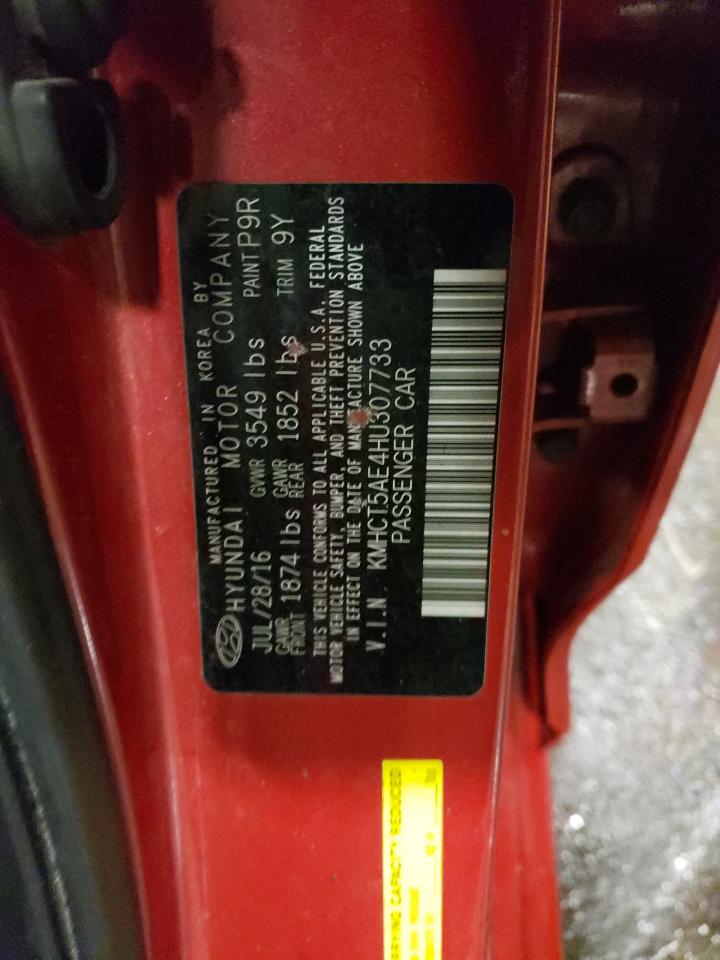 MANUFACTURED IN KOREA BY
HYUNDAI MOTOR COMPANY
JUL/28/16 GVWR 3549 lbs PAINT P9R
GAWR FRONT 1874 lbs GAWR REAR 1852 lbs TRIM 9Y
THIS VEHICLE CONFORMS TO ALL APPLICABLE U.S.A. FEDERAL
MOTOR VEHICLE SAFETY, BUMPER, AND THEFT PREVENTION STANDARDS
IN EFFECT ON THE DATE OF MANUFACTURE SHOWN ABOVE
V.I.N KMHCT5AE4HU307733
PASSENGER CAR
CAPACITY REDUCED